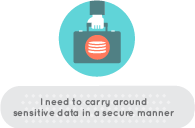 I need to carry around
sensitive data in a secure manner